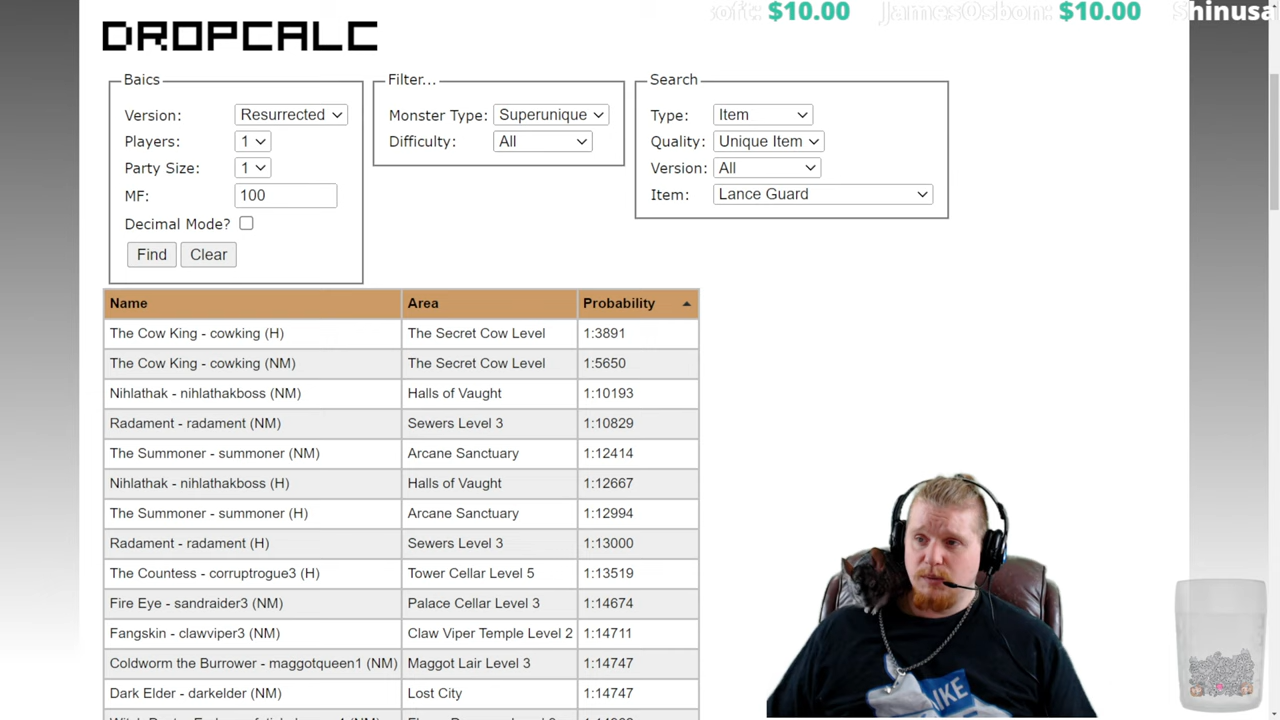 soft: $10.00 JamesOsbon: $10.00 Shinusa
DROPCALC
Baics
Version: Resurrected
Players: 1
Party Size: 1
MF: 100
Decimal Mode?
Find Clear
Filter...
Monster Type: Superunique
Difficulty: All
Search
Type: Item
Quality: Unique Item
Version: All
Item: Lance Guard
Name Area Probability
The Cow King - cowking (H) The Secret Cow Level 1:3891
The Cow King - cowking (NM) The Secret Cow Level 1:5650
Nihlathak - nihlathakboss (NM) Halls of Vaught 1:10193
Radament - radament (NM) Sewers Level 3 1:10829
The Summoner - summoner (NM) Arcane Sanctuary 1:12414
Nihlathak - nihlathakboss (H) Halls of Vaught 1:12667
The Summoner - summoner (H) Arcane Sanctuary 1:12994
Radament - radament (H) Sewers Level 3 1:13000
The Countess - corruptrogue3 (H) Tower Cellar Level 5 1:13519
Fire Eye - sandraider3 (NM) Palace Cellar Level 3 1:14674
Fangskin - clawviper3 (NM) Claw Viper Temple Level 2 1:14711
Coldworm the Burrower - maggotqueen1 (NM) Maggot Lair Level 3 1:14747
Dark Elder - darkelder (NM) Lost City 1:14747